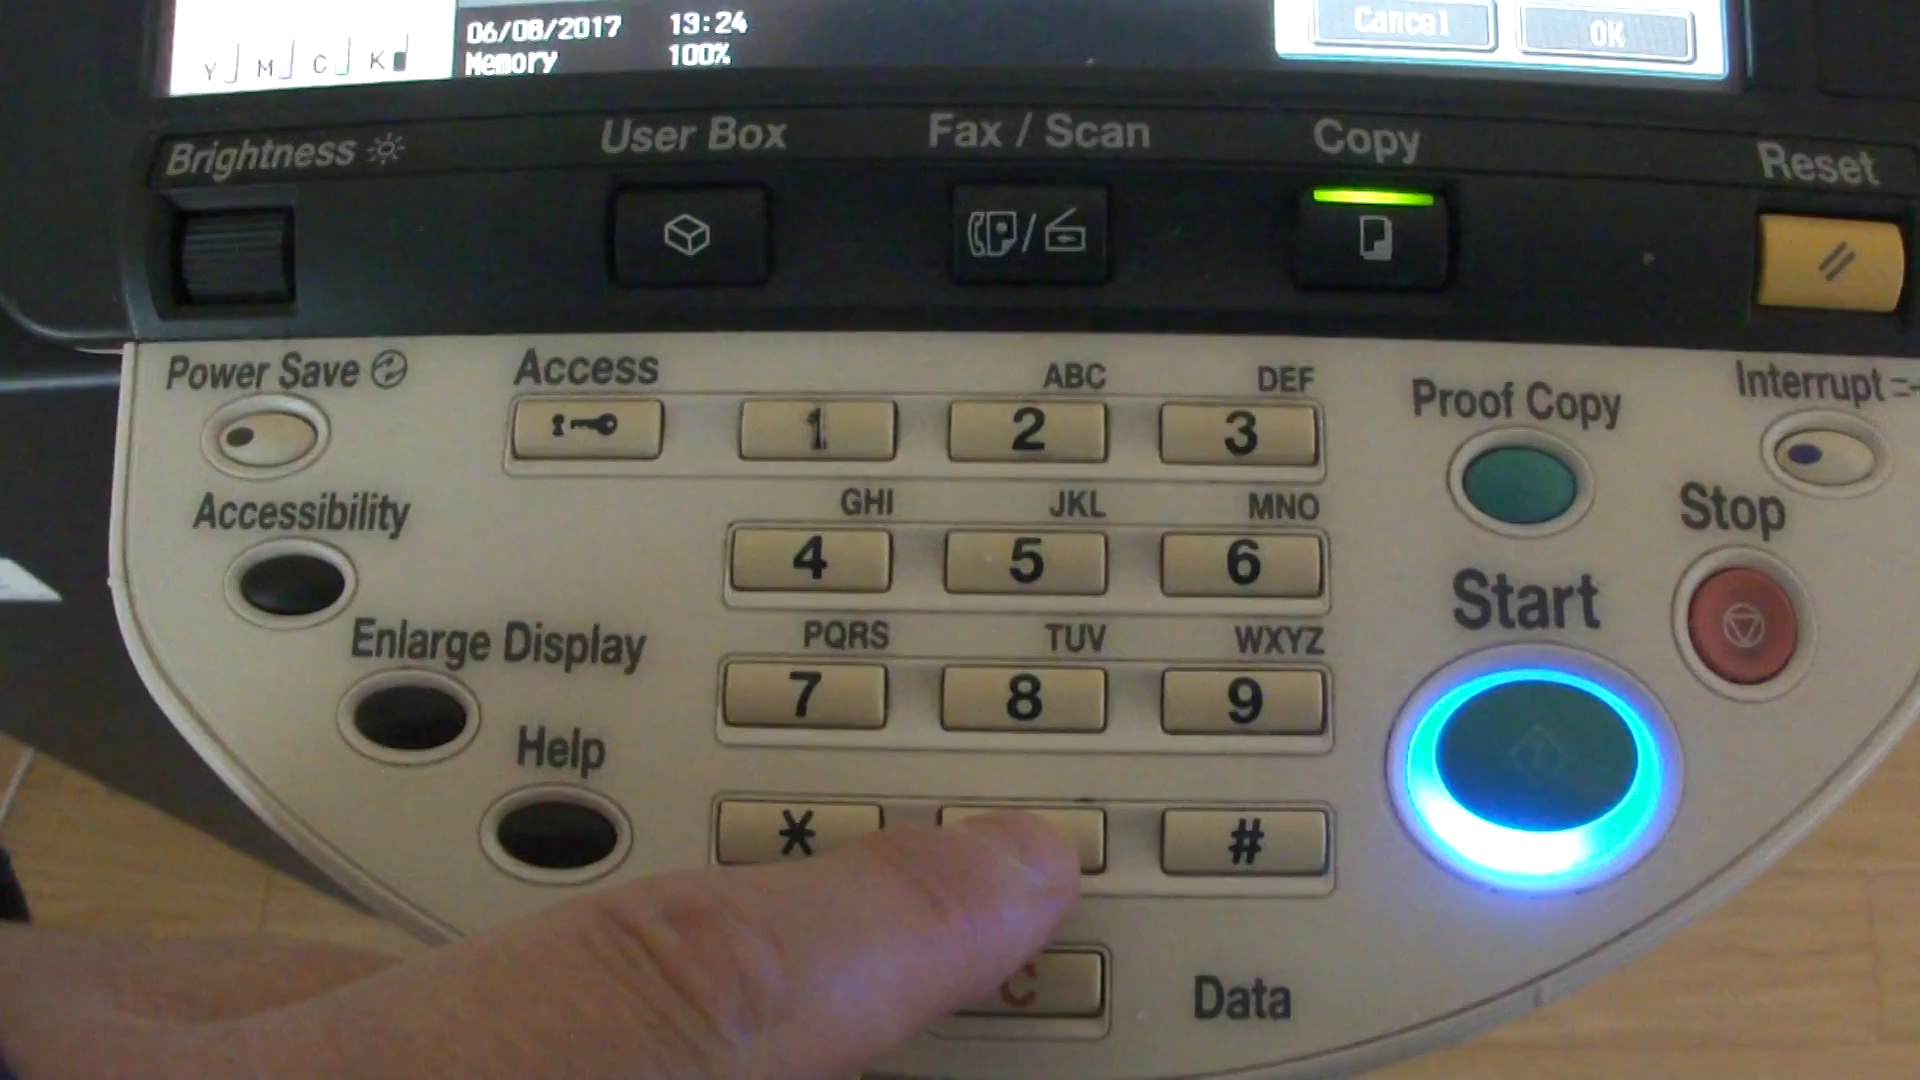 Cancel
OK
06/08/2017 13:24
Memory 100%
Y M C K
Brightness
User Box
Fax / Scan
Copy
Reset
Power Save
Access
ABC
DEF
Proof Copy
Interrupt
1
2
3
Accessibility
GHI
JKL
MNO
Stop
4
5
6
Start
Enlarge Display
PQRS
TUV
WXYZ
7
8
9
Help
*
#
C
Data